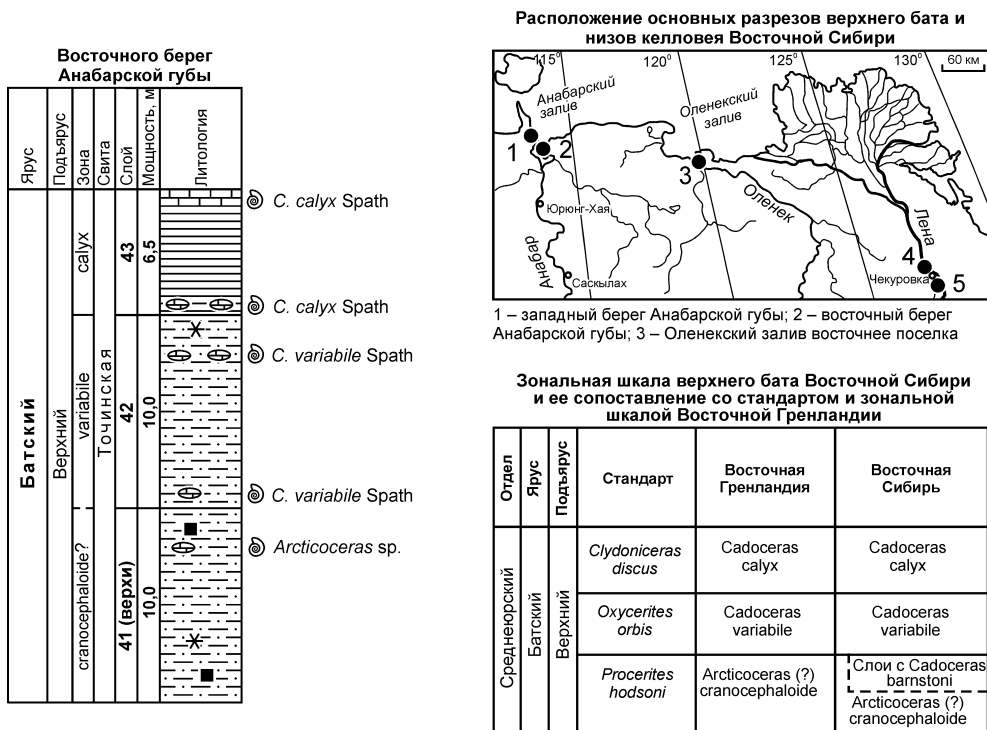 Восточного берег
Анабарской губы
Ярус
Подъярус
Зона
Свита
Слой
Мощность, м
Литология
Батский
Верхний
calyx
variabile
cranocephaloide?
Точинская
43
6,5
42
10,0
41 (верхи)
10,0
C. calyx Spath
C. calyx Spath
C. variabile Spath
C. variabile Spath
Arcticoceras sp.
Расположение основных разрезов верхнего бата и
низов келловея Восточной Сибири
115°
120°
125°
130°
60 км
Анабарский
залив
Оленекский
залив
1
2
3
4
5
Юрюнг-Хая
Анабар
Саскылах
Оленек
Лена
Чекуровка
1 – западный берег Анабарской губы; 2 – восточный берег
Анабарской губы; 3 – Оленекский залив восточнее поселка
Зональная шкала верхнего бата Восточной Сибири
и ее сопоставление со стандартом и зональной
шкалой Восточной Гренландии
Отдел
Ярус
Подъярус
Стандарт
Восточная
Гренландия
Восточная
Сибирь
Среднеюрский
Батский
Верхний
Clydoniceras
discus
Cadoceras
calyx
Cadoceras
calyx
Oxycerites
orbis
Cadoceras
variabile
Cadoceras
variabile
Procerites
hodsoni
Arcticoceras (?)
cranocephaloide
Слои с Cadoceras
barnstoni
Arcticoceras (?)
cranocephaloide